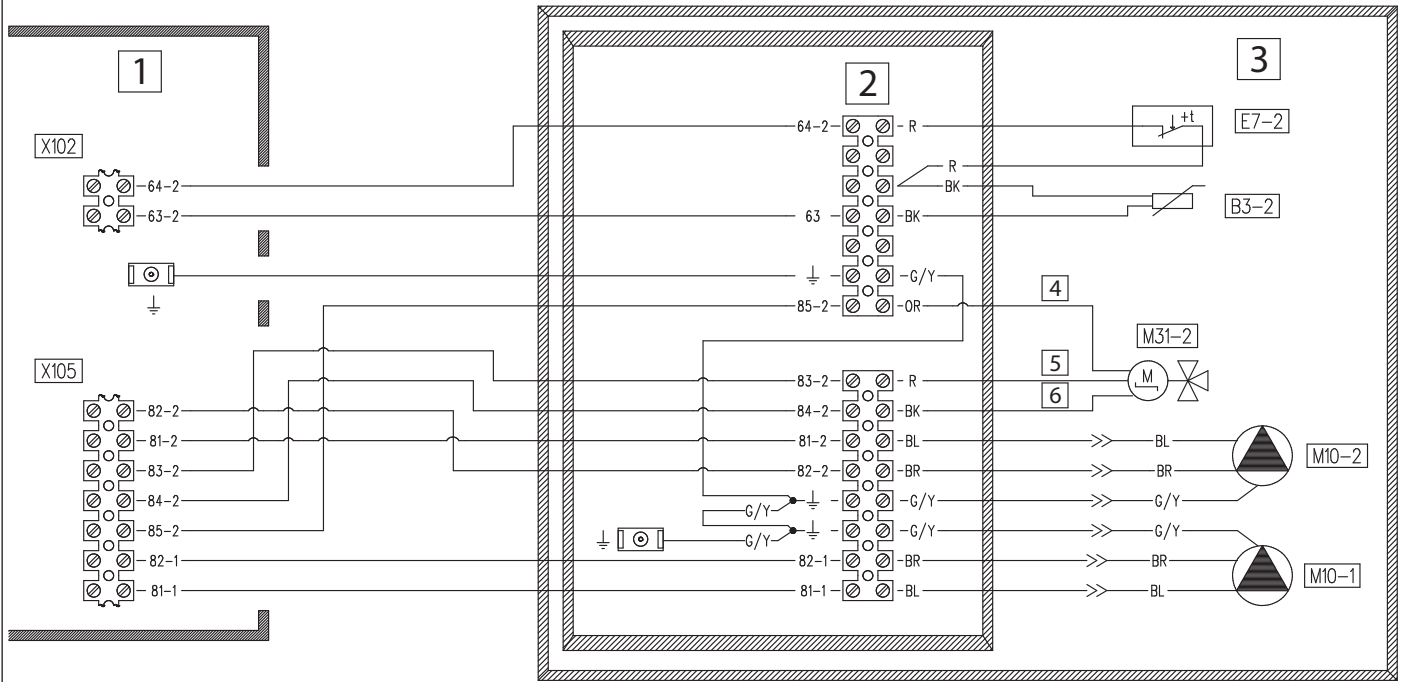 1
2
3
X102
64-2
63-2
X105
82-2
81-2
83-2
84-2
85-2
82-1
81-1
64-2
R
63
BK
G/Y
85-2
OR
83-2
R
84-2
BK
81-2
BL
82-2
BR
G/Y
G/Y
G/Y
G/Y
82-1
BR
81-1
BL
R
BK
+t
E7-2
B3-2
4
5
6
M31-2
M
BL
BR
G/Y
M10-2
G/Y
BR
BL
M10-1